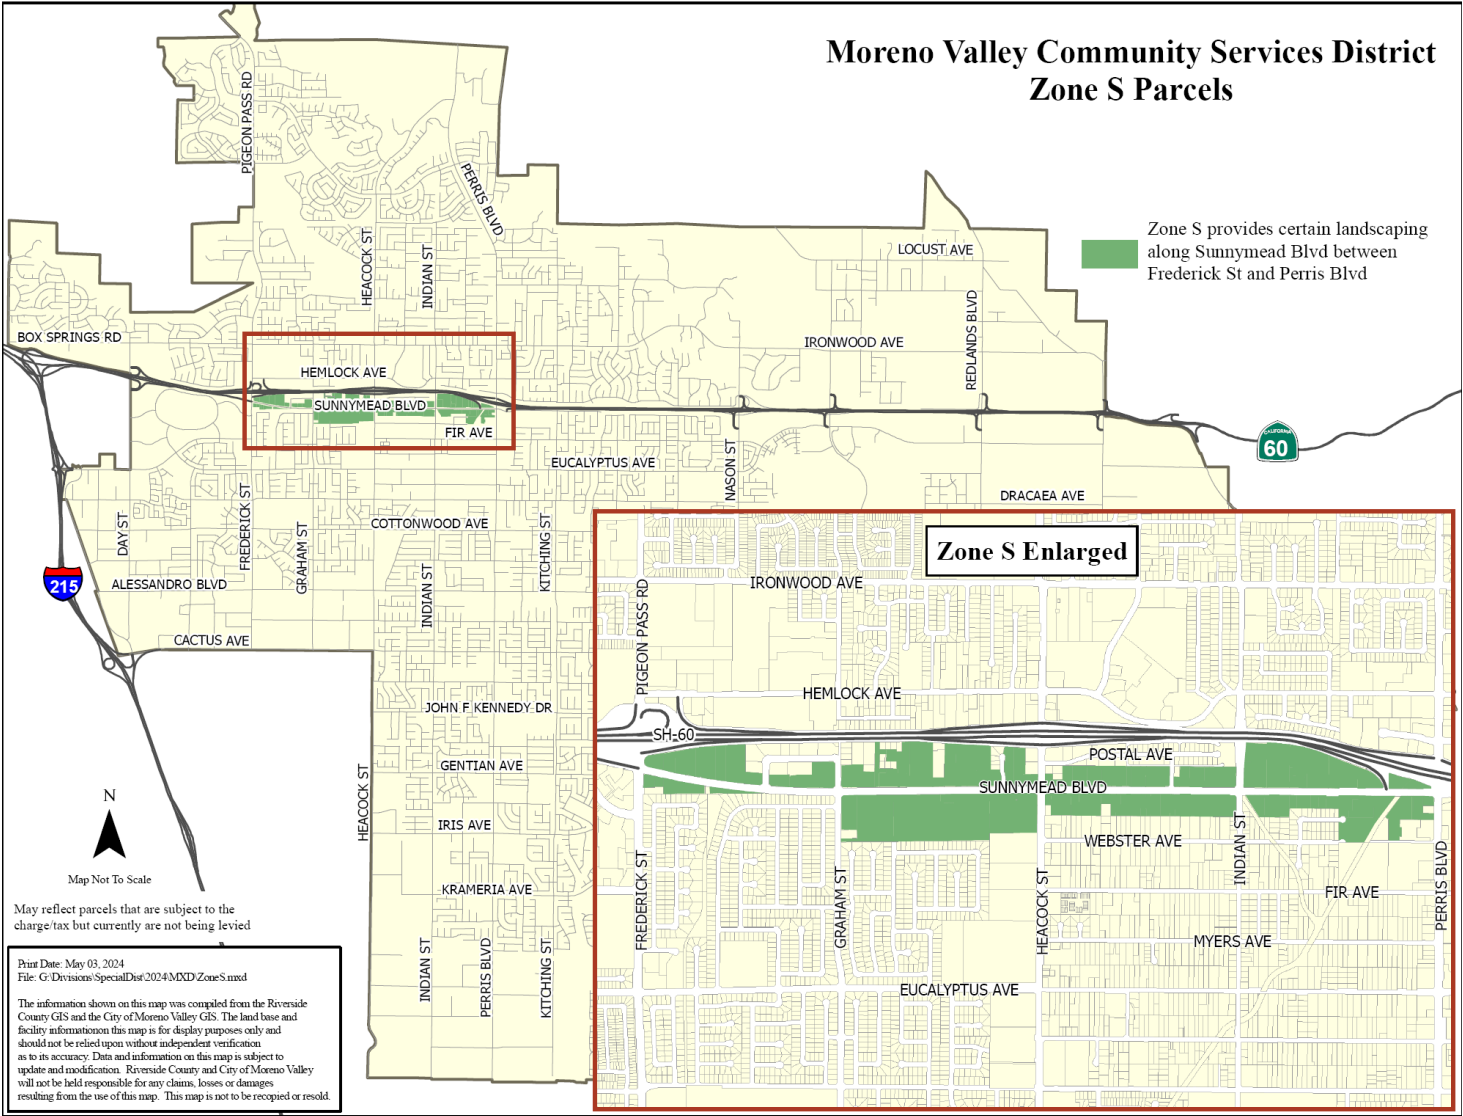 Moreno Valley Community Services District
Zone S Parcels
Zone S provides certain landscaping
along Sunnymead Blvd between
Frederick St and Perris Blvd
PIGEON PASS RD
PERRIS BLVD
HEACOCK ST
INDIAN ST
LOCUST AVE
REDLANDS BLVD
BOX SPRINGS RD
IRONWOOD AVE
HEMLOCK AVE
SUNNYMEAD BLVD
FIR AVE
CALIFORNIA
60
EUCALYPTUS AVE
NASON ST
DRACAEA AVE
DAY ST
FREDERICK ST
GRAHAM ST
COTTONWOOD AVE
KITCHING ST
215
ALESSANDRO BLVD
INDIAN ST
CACTUS AVE
JOHN F KENNEDY DR
GENTIAN AVE
HEACOCK ST
IRIS AVE
KRAMERIA AVE
INDIAN ST
PERRIS BLVD
KITCHING ST
Zone S Enlarged
IRONWOOD AVE
PIGEON PASS RD
HEMLOCK AVE
SH-60
POSTAL AVE
SUNNYMEAD BLVD
WEBSTER AVE
INDIAN ST
FREDERICK ST
GRAHAM ST
HEACOCK ST
FIR AVE
PERRIS BLVD
MYERS AVE
EUCALYPTUS AVE
N
Map Not To Scale
May reflect parcels that are subject to the
charge/tax but currently are not being levied
Print Date: May 03, 2024
File: G:\Divisions\SpecialDist\2024\MXD\ZoneS.mxd
The information shown on this map was compiled from the Riverside
County GIS and the City of Moreno Valley GIS. The land base and
facility informationon this map is for display purposes only and
should not be relied upon without independent verification
as to its accuracy. Data and information on this map is subject to
update and modification. Riverside County and City of Moreno Valley
will not be held responsible for any claims, losses or damages
resulting from the use of this map. This map is not to be recopied or resold.